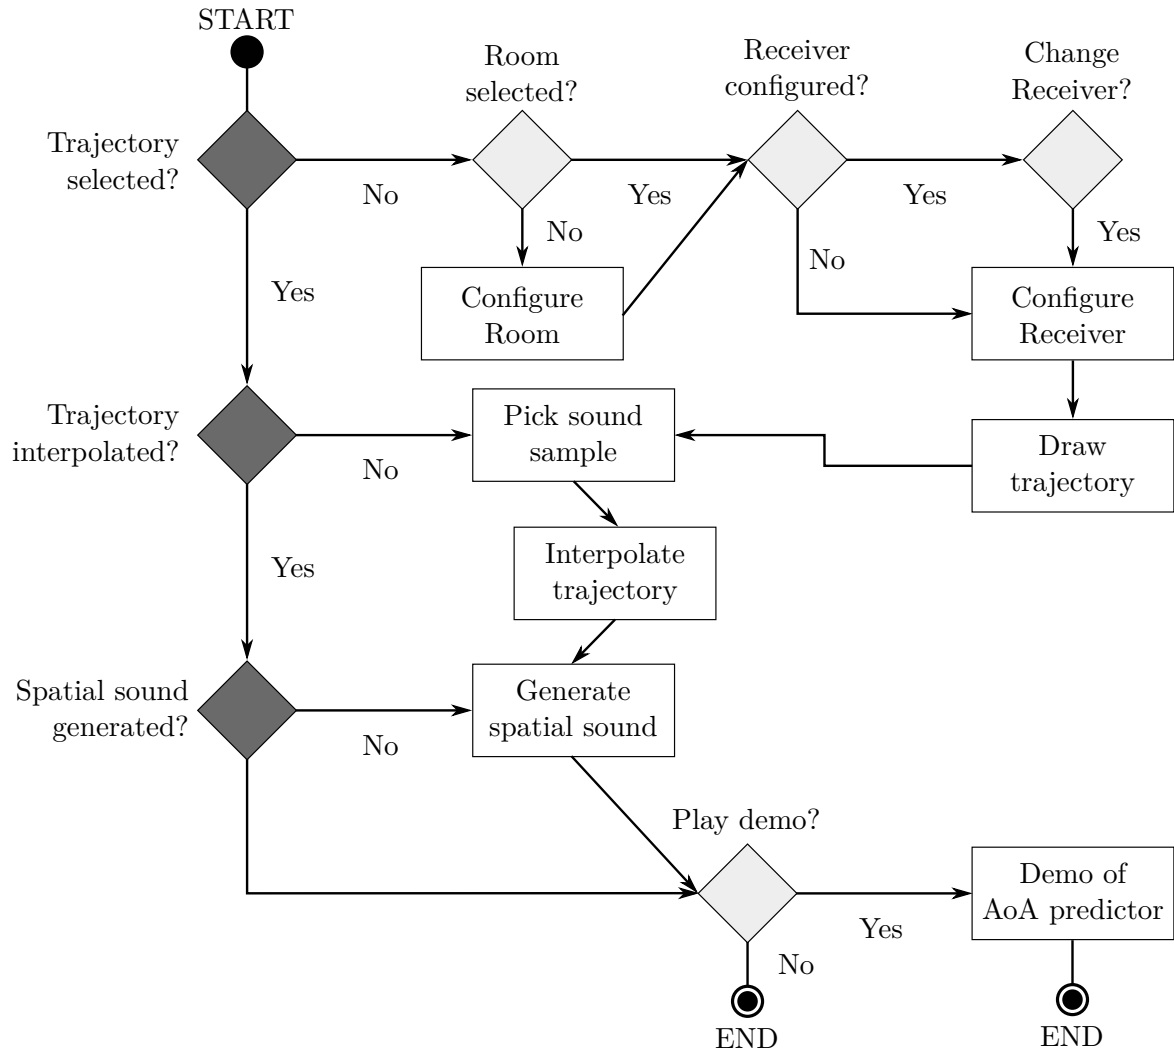 START
Room
selected?
Receiver
configured?
Change
Receiver?
Trajectory
selected?
No
Yes
Yes
No
Yes
No
Yes
Configure
Room
Configure
Receiver
Trajectory
interpolated?
No
Pick sound
sample
Draw
trajectory
Yes
Interpolate
trajectory
Spatial sound
generated?
No
Generate
spatial sound
Play demo?
Yes
Demo of
AoA predictor
No
END
END